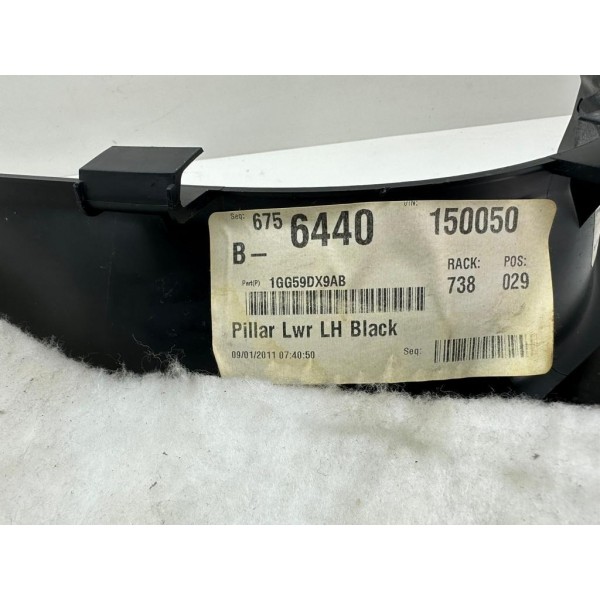 Seq: 675 6440 VIN: 150050
B-
RACK: POS:
Part(P) 1GG59DX9AB 738 029
Pillar Lwr LH Black
09/01/2011 07:40:50 Seq: